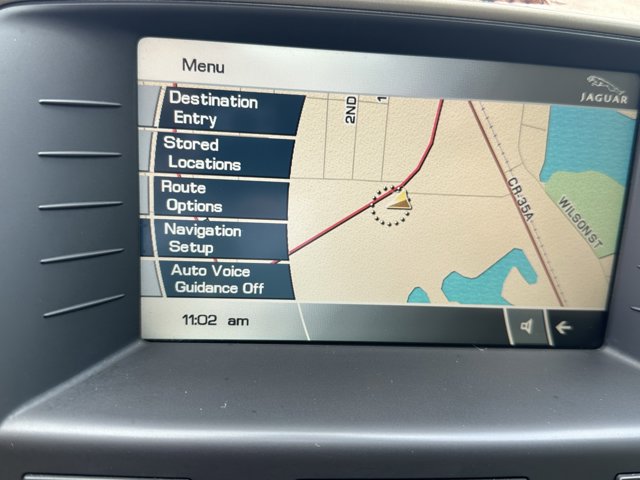 Menu
JAGUAR
Destination
Entry
Stored
Locations
Route
Options
Navigation
Setup
Auto Voice
Guidance Off
2ND
1
CR-35A
WILSON ST
11:02 am